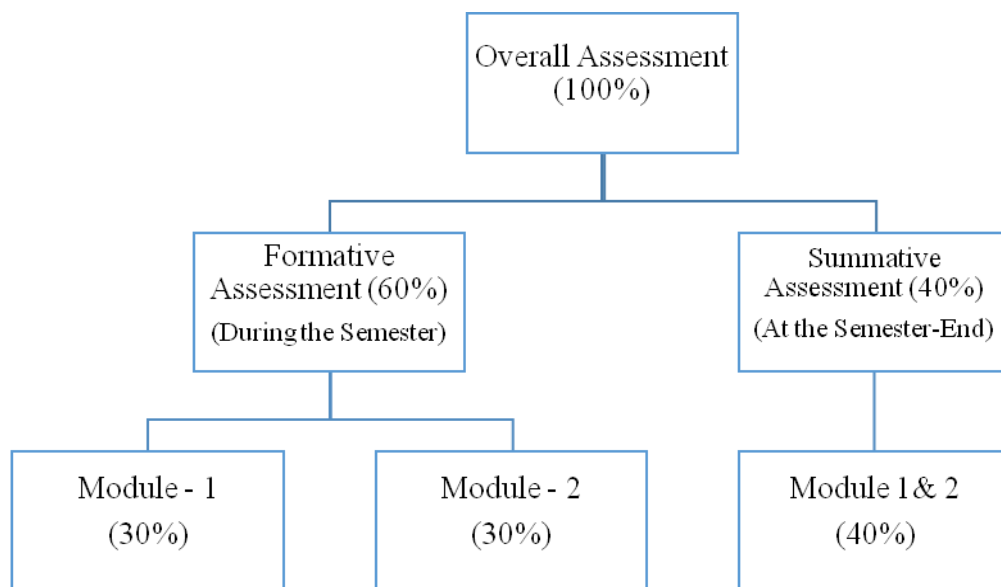 Overall Assessment
(100%)
Formative
Assessment (60%)
(During the Semester)
Summative
Assessment (40%)
(At the Semester-End)
Module - 1
(30%)
Module - 2
(30%)
Module 1& 2
(40%)